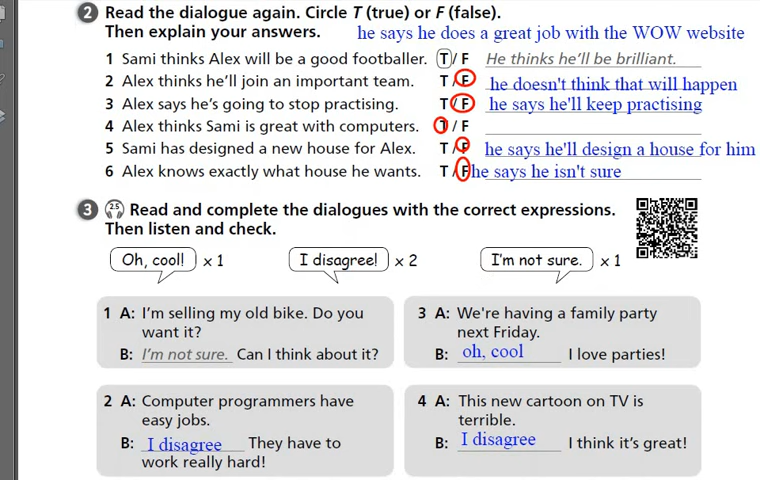 2 Read the dialogue again. Circle T (true) or F (false).
Then explain your answers. he says he does a great job with the WOW website
1 Sami thinks Alex will be a good footballer. T / F He thinks he'll be brilliant.
2 Alex thinks he'll join an important team. T / F he doesn't think that will happen
3 Alex says he's going to stop practising. T / F he says he'll keep practising
4 Alex thinks Sami is great with computers. T / F
5 Sami has designed a new house for Alex. T / F he says he'll design a house for him
6 Alex knows exactly what house he wants. T / F he says he isn't sure
3 2.5 Read and complete the dialogues with the correct expressions.
Then listen and check.
Oh, cool! x 1 I disagree! x 2 I'm not sure. x 1
1 A: I'm selling my old bike. Do you
want it?
B: I'm not sure. Can I think about it?
2 A: Computer programmers have
easy jobs.
B: I disagree They have to
work really hard!
3 A: We're having a family party
next Friday.
B: oh, cool I love parties!
4 A: This new cartoon on TV is
terrible.
B: I disagree I think it's great!